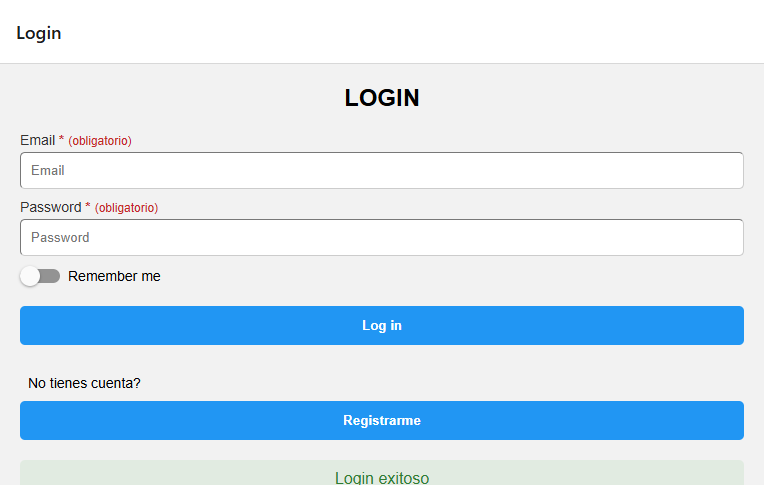 Login
LOGIN
Email * (obligatorio)
Email
Password * (obligatorio)
Password
Remember me
Log in
No tienes cuenta?
Registrarme
Login exitoso